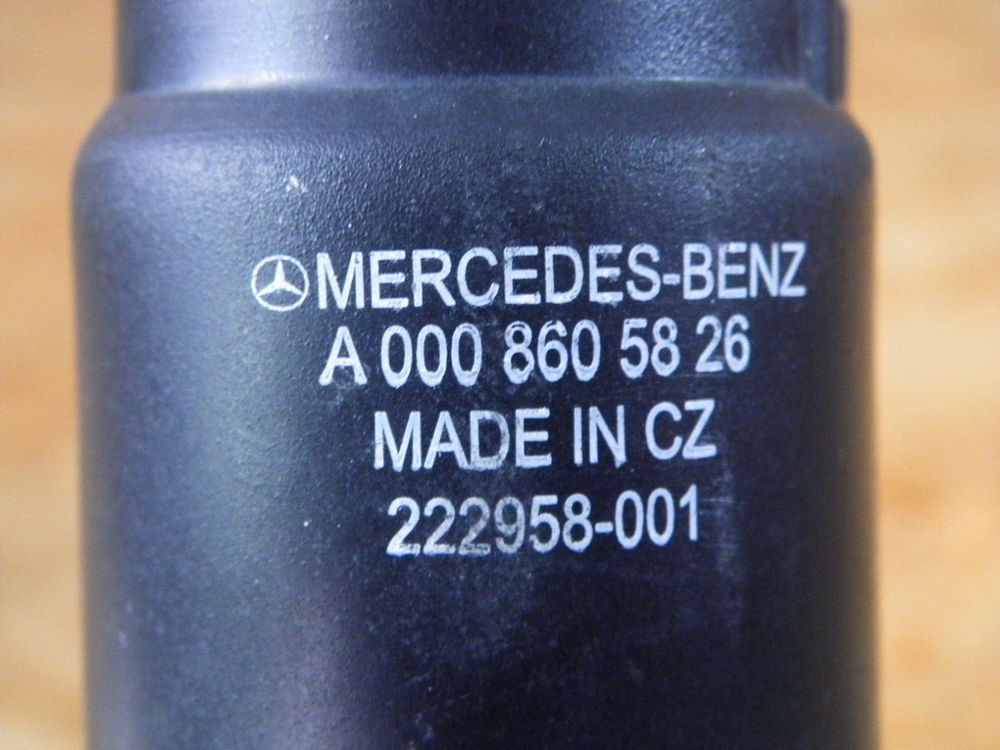 MERCEDES-BENZ
A 000 860 58 26
MADE IN CZ
222958-001